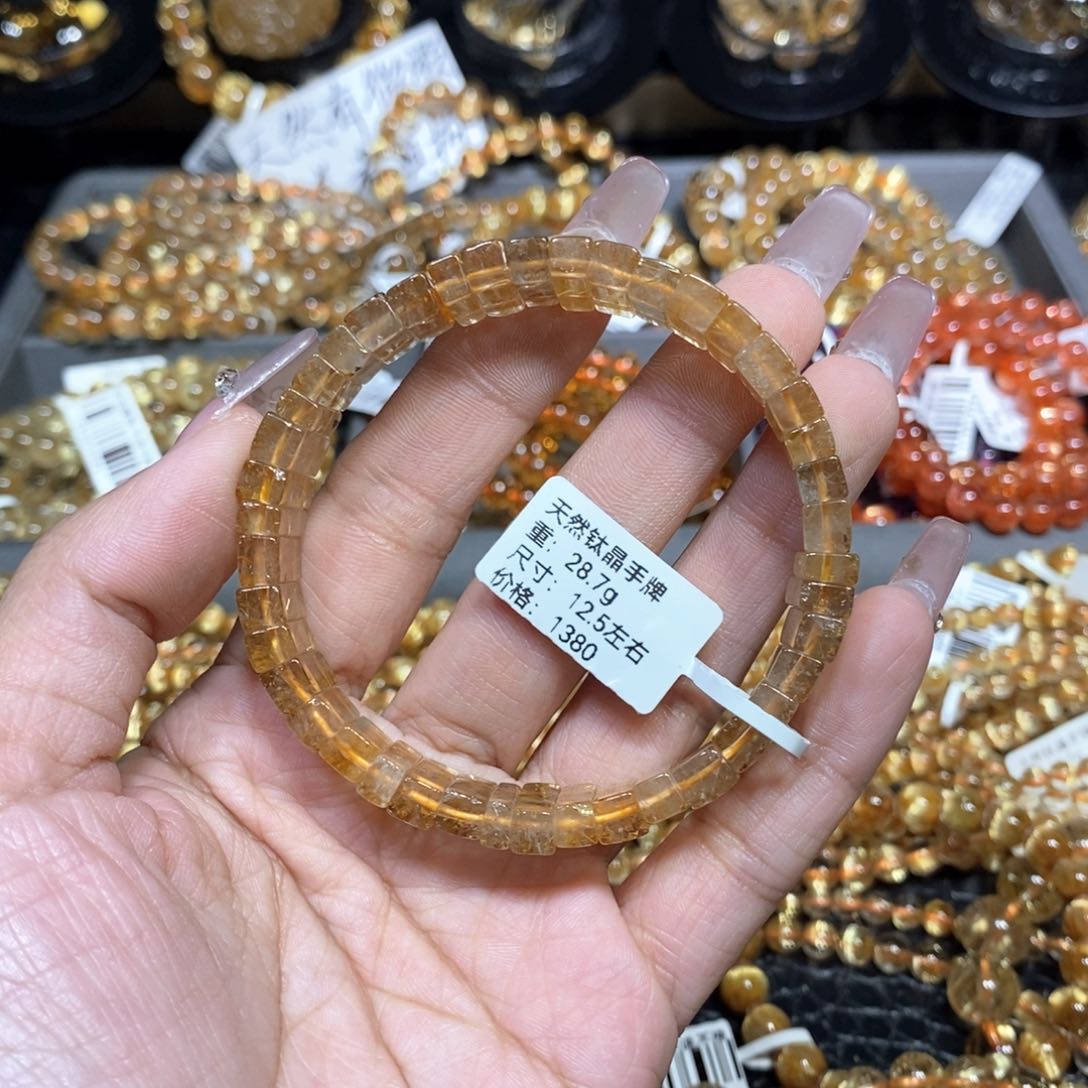 天然钛晶手牌
重：28.7g
尺寸：12.5左右
价格：1380